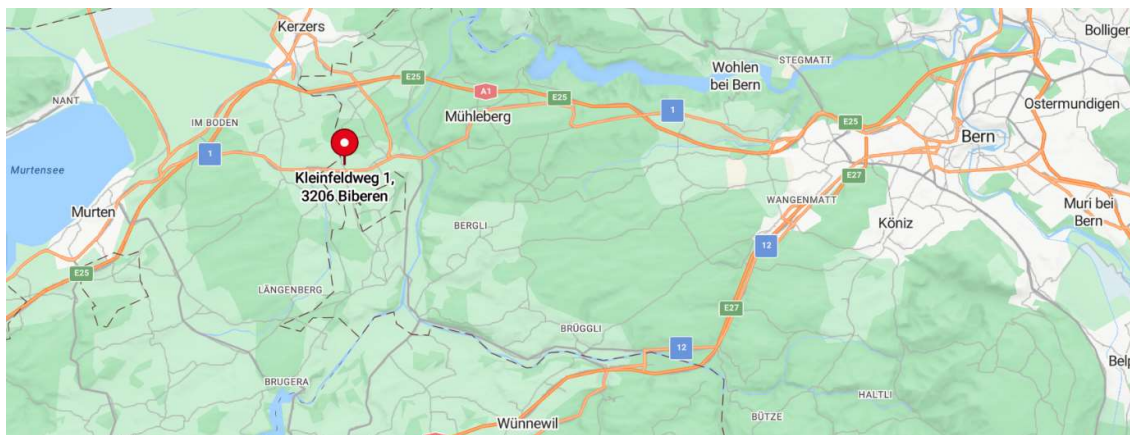 Kerzers
Bolligen
STEGMATT
Wohlen
bei Bern
E25
A1
E25
NANT
Mühleberg
1
Ostermundigen
IM BODEN
E25
Bern
1
Murtensee
Kleinfeldweg 1,
3206 Biberen
E27
WANGENMATT
Muri bei
Bern
Murten
BERGLI
Köniz
12
E25
LÄNGENBERG
E27
BRÜGGLI
12
Belp
BRUGERA
HALTLI
BÜTZE
Wünnewil